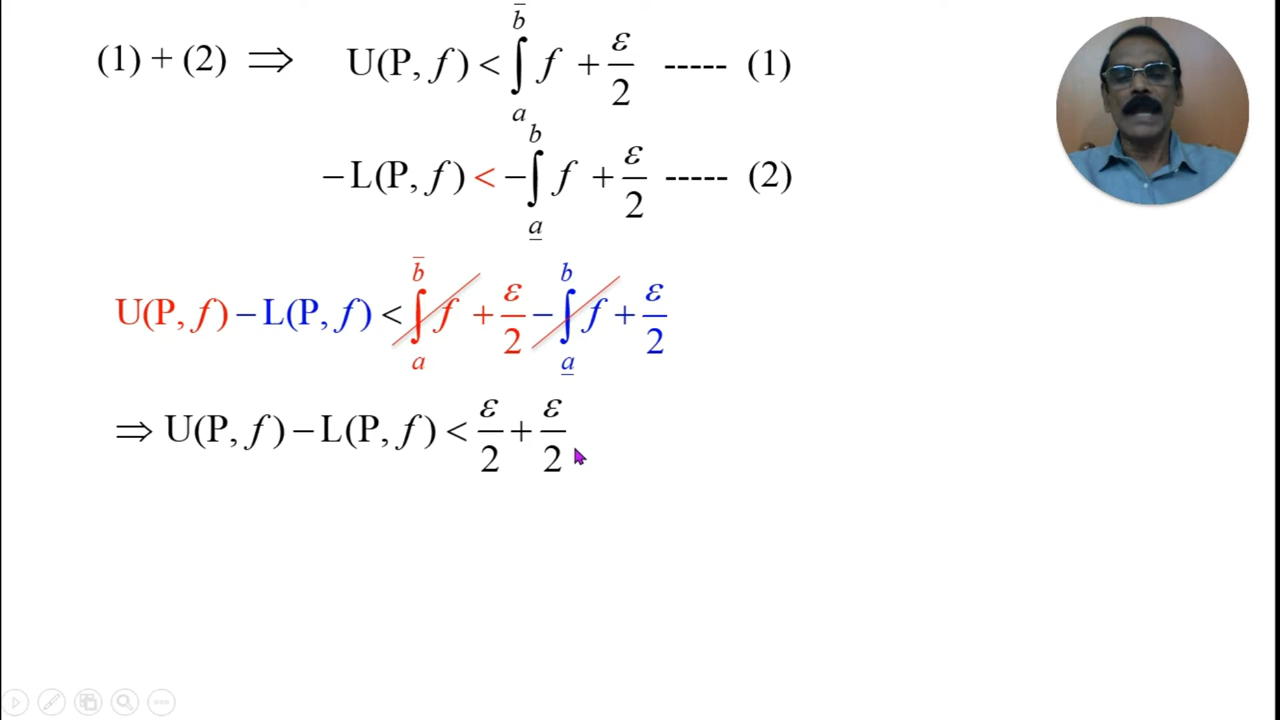 (1) + (2) ⟹ U(P, f) < ∫_a^b̄ f + ε/2 ----- (1)
− L(P, f) < − ∫_a̲^b f + ε/2 ----- (2)
U(P, f) − L(P, f) < ∫_a^b̄ f + ε/2 − ∫_a̲^b f + ε/2
⇒ U(P, f) − L(P, f) < ε/2 + ε/2